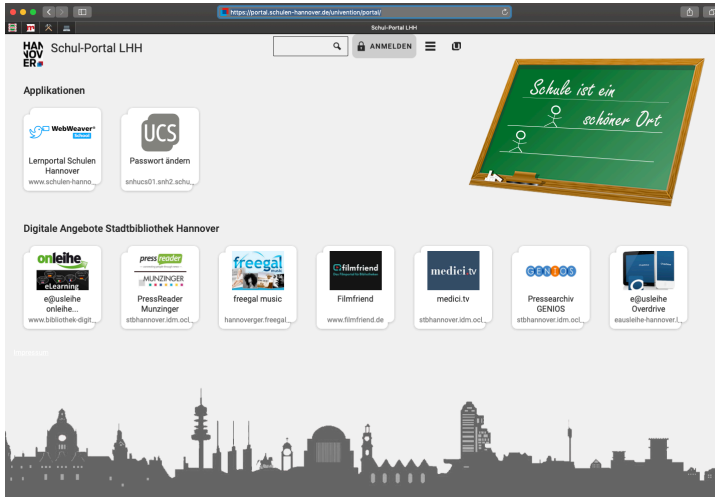 https://portal.schulen-hannover.de/univention/portal/
Schul-Portal LHH
HAN
NOV
ER
Schul-Portal LHH
ANMELDEN
Schule ist ein
schöner Ort
Applikationen
WebWeaver®
School
UCS
Lernportal Schulen
Hannover
www.schulen-hanno...
Passwort ändern
snhucs01.snh2.schu...
Digitale Angebote Stadtbibliothek Hannover
onleihe
eLearning
e@usleihe
onleihe...
www.bibliothek-digit...
pressreader
MUNZINGER
PressReader
Munzinger
stbhannover.idm.ocl...
freegal
music
freegal music
hannoverger.freegal...
filmfriend
Filmfriend
www.filmfriend.de
medici.tv
medici.tv
stbhannover.idm.ocl...
GENIOS
Pressearchiv
GENIOS
stbhannover.idm.ocl...
e@usleihe
Overdrive
eausleihe-hannover.l...